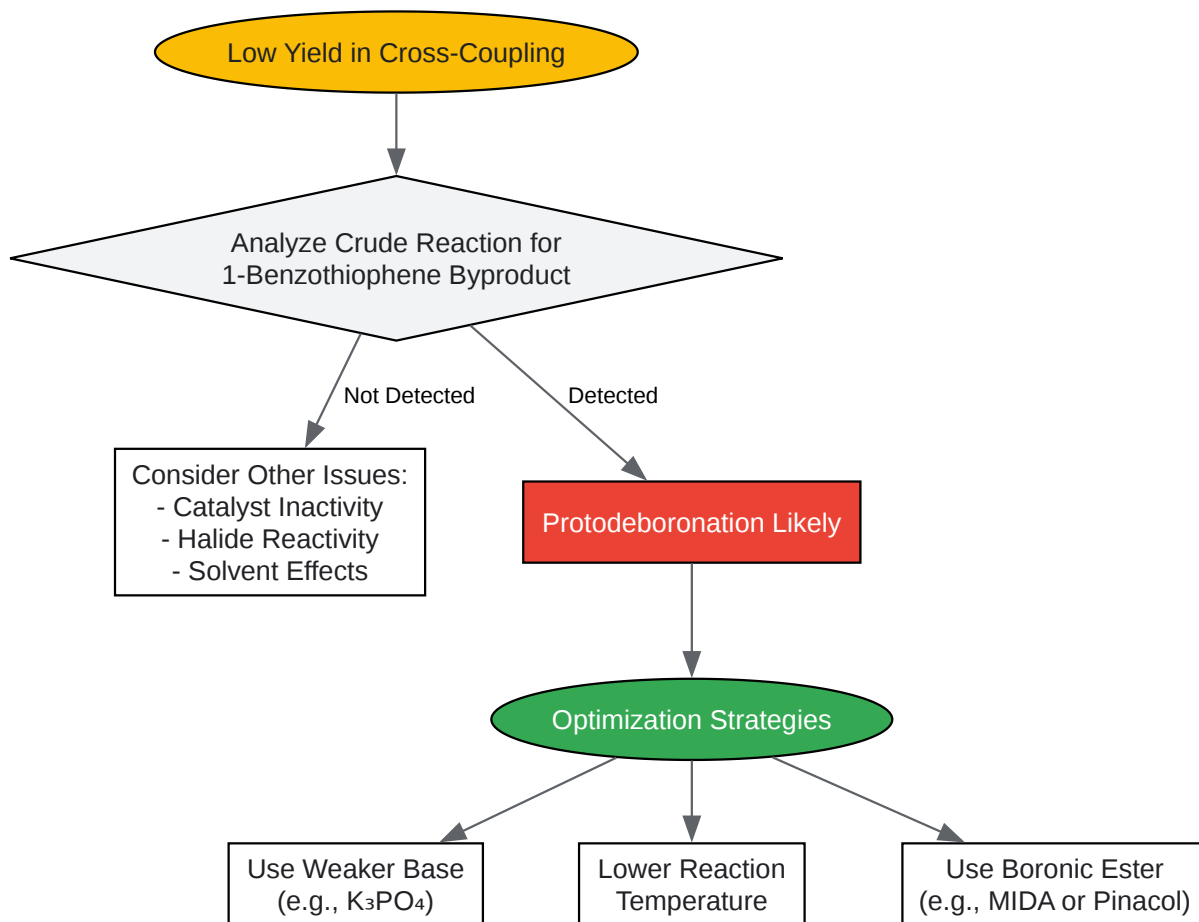 Low Yield in Cross-Coupling
Analyze Crude Reaction for
1-Benzothiophene Byproduct
Not Detected
Detected
Consider Other Issues:
- Catalyst Inactivity
- Halide Reactivity
- Solvent Effects
Protodeboronation Likely
Optimization Strategies
Use Weaker Base
(e.g., K₃PO₄)
Lower Reaction
Temperature
Use Boronic Ester
(e.g., MIDA or Pinacol)